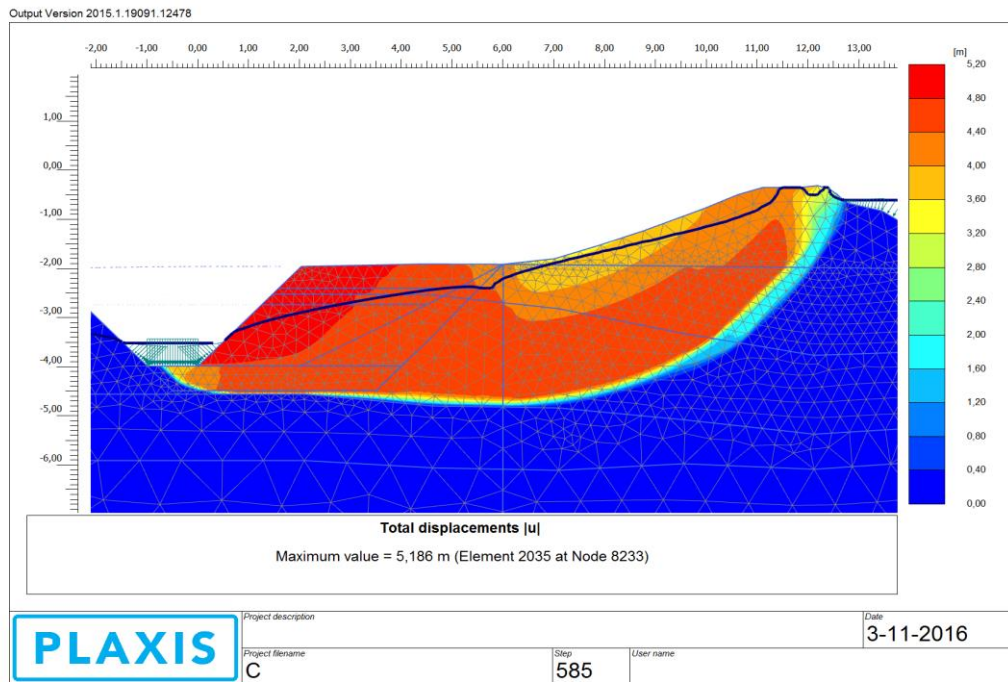 Output Version 2015.1.19091.12478
-2,00 -1,00 0,00 1,00 2,00 3,00 4,00 5,00 6,00 7,00 8,00 9,00 10,00 11,00 12,00 13,00
[m]
1,00
0,00
-1,00
-2,00
-3,00
-4,00
-5,00
-6,00
5,20
4,80
4,40
4,00
3,60
3,20
2,80
2,40
2,00
1,60
1,20
0,80
0,40
0,00
Total displacements |u|
Maximum value = 5,186 m (Element 2035 at Node 8233)
PLAXIS
Project description
Date
3-11-2016
Project filename
C
Step
585
User name